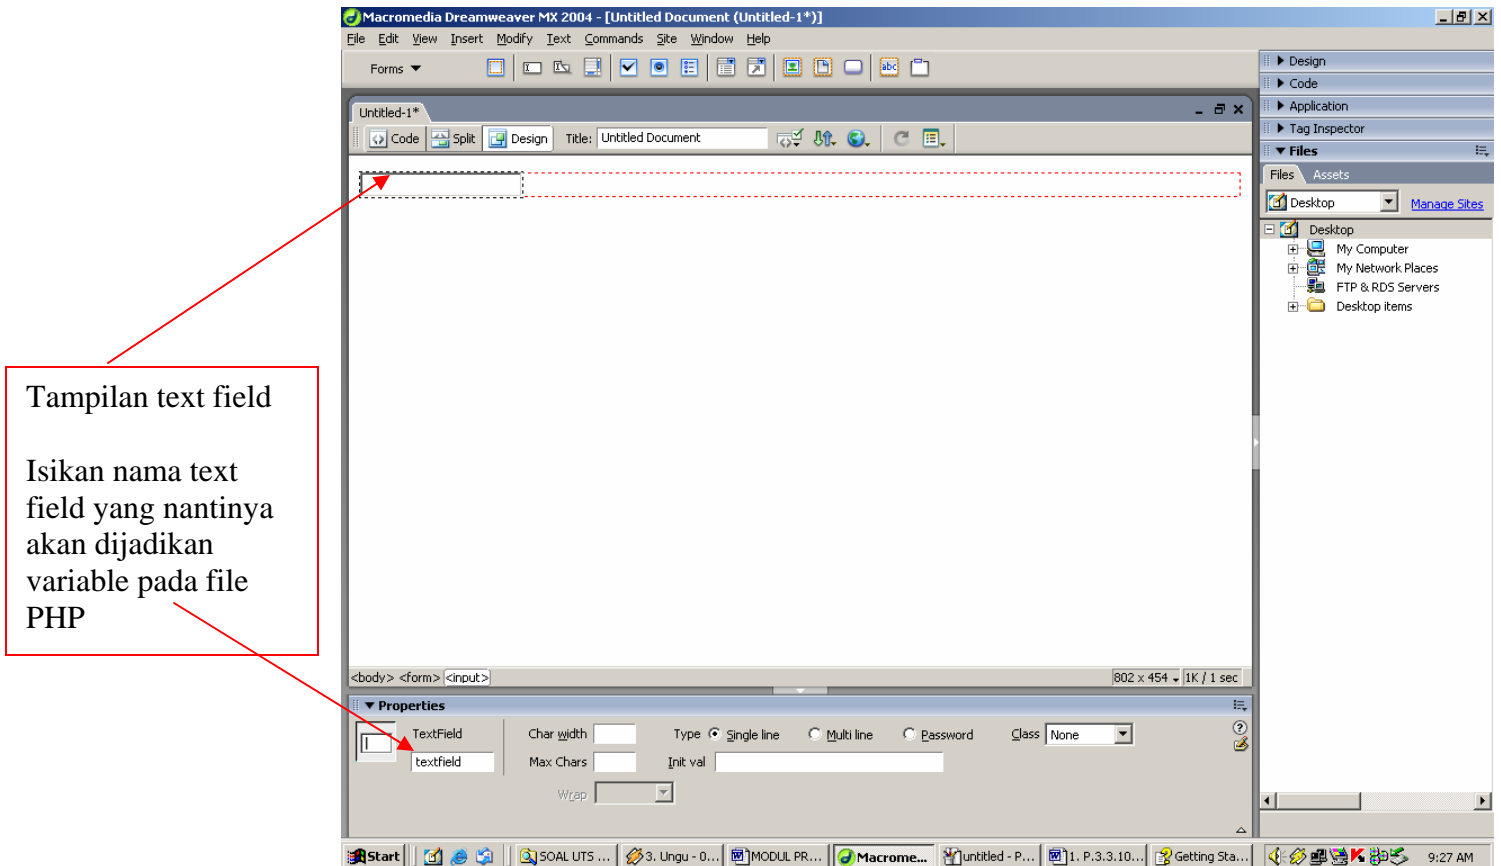 Macromedia Dreamweaver MX 2004 - [Untitled Document (Untitled-1*)]
File Edit View Insert Modify Text Commands Site Window Help
Forms
abc
Untitled-1*
Code Split Design Title: Untitled Document
Design
Code
Application
Tag Inspector
Files
Files Assets
Desktop Manage Sites
Desktop
My Computer
My Network Places
FTP & RDS Servers
Desktop items
Tampilan text field
Isikan nama text
field yang nantinya
akan dijadikan
variable pada file
PHP
<body> <form> <input> 802 x 454 1K / 1 sec
Properties
TextField Char width Type Single line Multi line Password Class None
textfield Max Chars Init val
Wrap
Start SOAL UTS ... 3. Ungu - 0... MODUL PR... Macrome... untitled - P... 1. P.3.3.10... Getting Sta... 9:27 AM